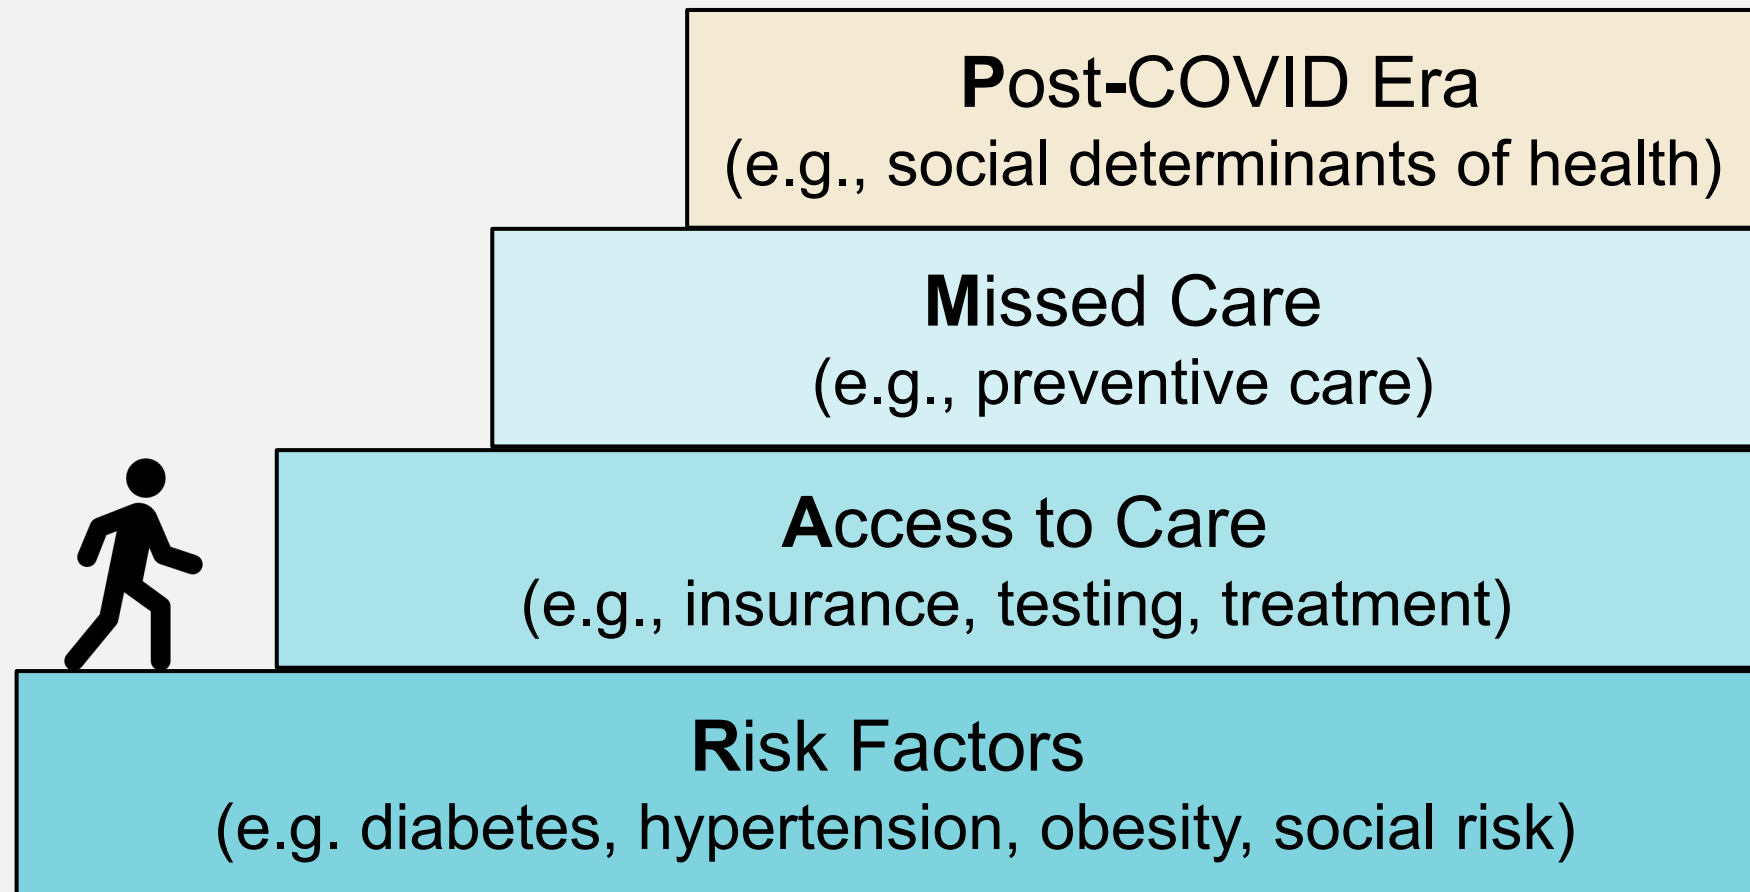 Post-COVID Era
(e.g., social determinants of health)
Missed Care
(e.g., preventive care)
Access to Care
(e.g., insurance, testing, treatment)
Risk Factors
(e.g. diabetes, hypertension, obesity, social risk)